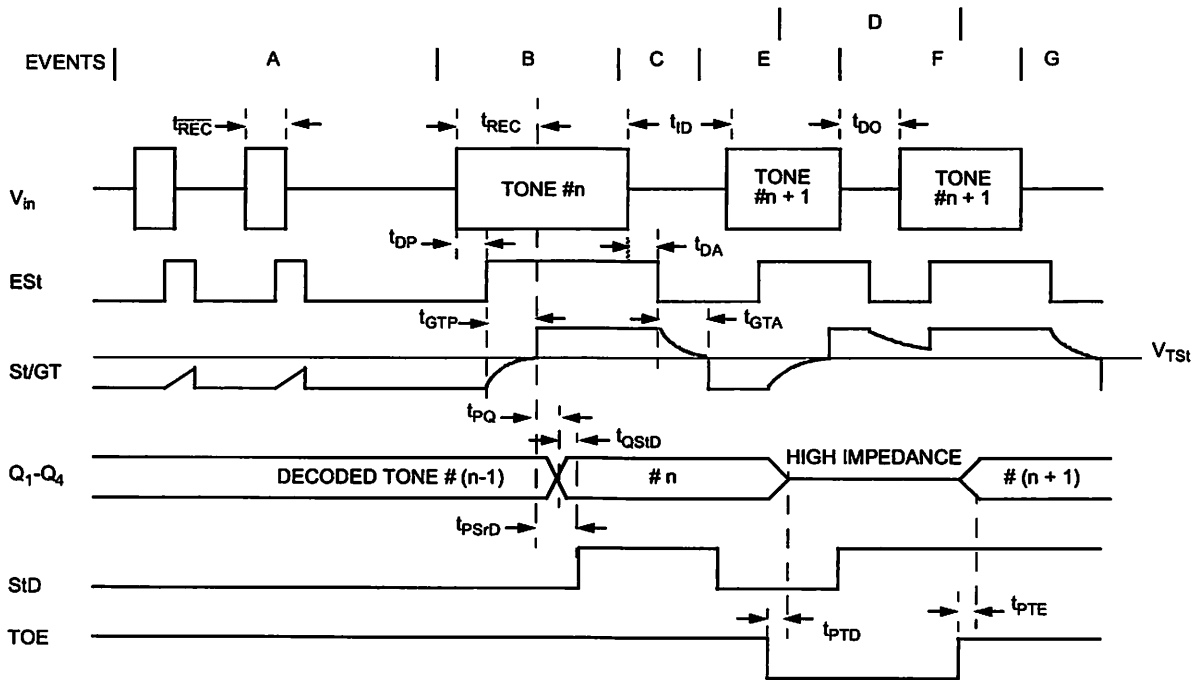 D
EVENTS A B C E F G
tREC tREC tID tDO
Vin TONE #n TONE #n + 1 TONE #n + 1
tDP tDA
ESt
tGTP tGTA
VTSt
St/GT
tPQ
tQStD
HIGH IMPEDANCE
Q1-Q4 DECODED TONE # (n-1) # n # (n + 1)
tPSrD
StD
tPTE
TOE tPTD